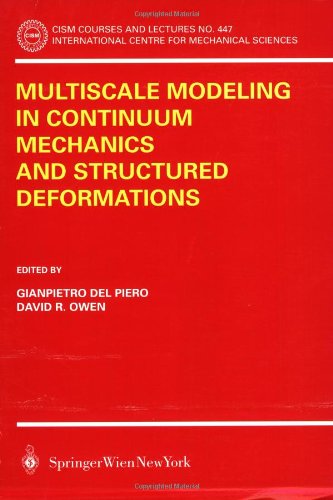 CISM
CISM COURSES AND LECTURES NO. 447
INTERNATIONAL CENTRE FOR MECHANICAL SCIENCES
MULTISCALE MODELING
IN CONTINUUM
MECHANICS
AND STRUCTURED
DEFORMATIONS
EDITED BY
GIANPIETRO DEL PIERO
DAVID R. OWEN
SpringerWienNewYork